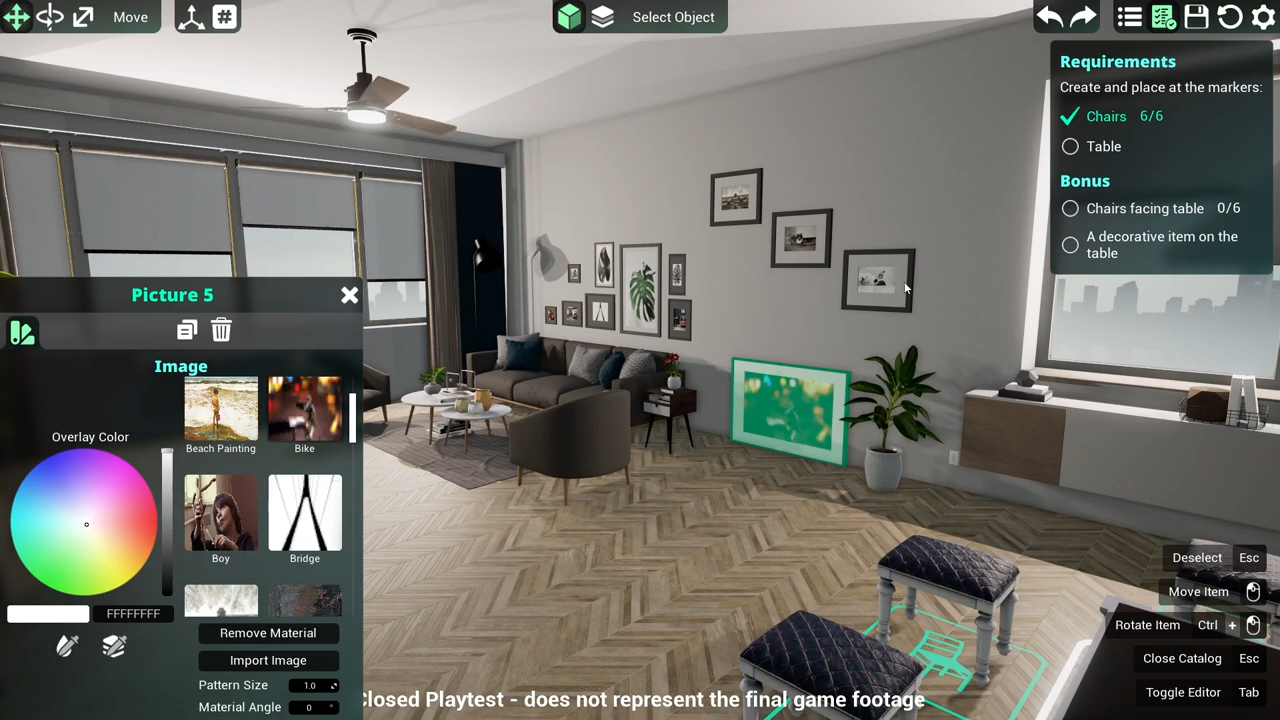 Move
Select Object
Requirements
Create and place at the markers:
Chairs 6/6
Table
Bonus
Chairs facing table 0/6
A decorative item on the
table
Picture 5
Image
Overlay Color
Beach Painting
Bike
Boy
Bridge
FFFFFFFF
Remove Material
Import Image
Pattern Size 1.0
Material Angle 0 °
Deselect Esc
Move Item
Rotate Item Ctrl +
Close Catalog Esc
Toggle Editor Tab
Closed Playtest - does not represent the final game footage